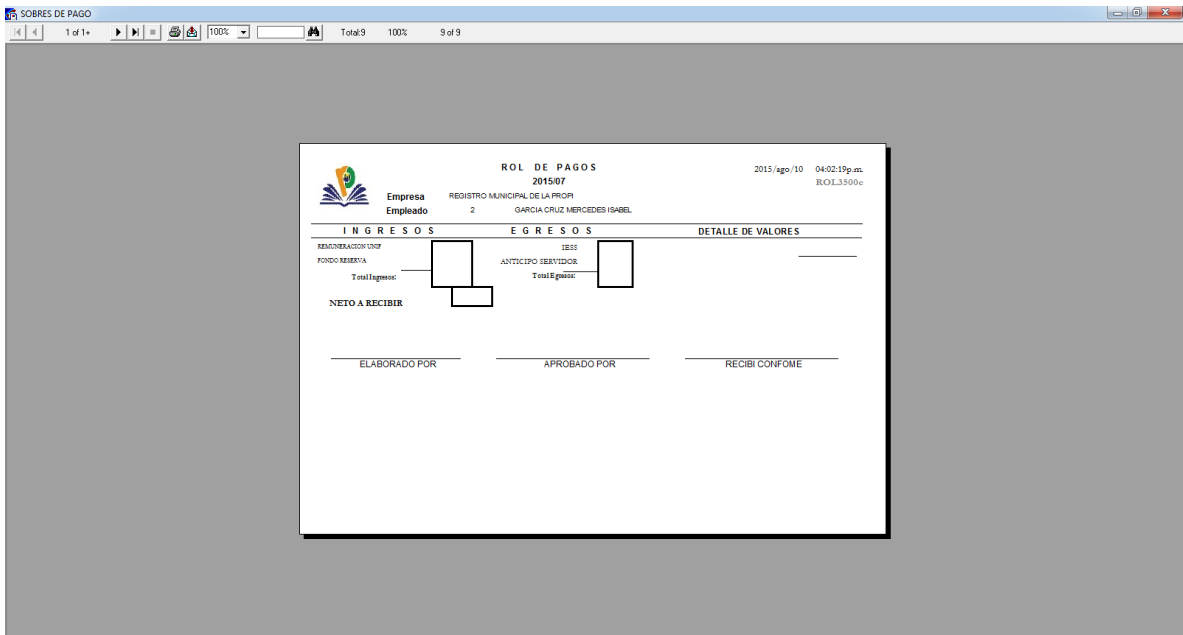 SOBRES DE PAGO
1 of 1+ 100% Total:9 100% 9 of 9
ROL DE PAGOS 2015/ago/10 04:02:19p.m.
2015/07 ROL3500e
Empresa REGISTRO MUNICIPAL DE LA PROPI
Empleado 2 GARCIA CRUZ MERCEDES ISABEL
INGRESOS EGRESOS DETALLE DE VALORES
REMUNERACION UNIF IESS
FONDO RESERVA ANTICIPO SERVIDOR
Total Ingresos: Total Egresos:
NETO A RECIBIR
ELABORADO POR APROBADO POR RECIBI CONFOME